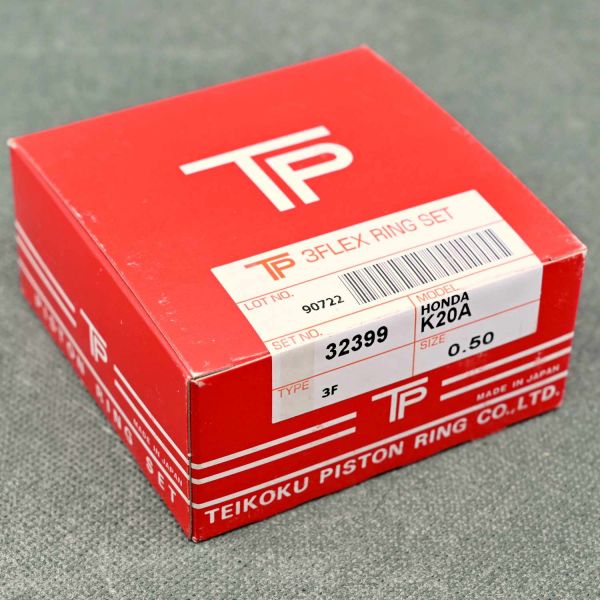 TP
TP 3FLEX RING SET
LOT NO. 90722
SET NO. 32399
MODEL HONDA K20A
TYPE 3F
SIZE 0.50
TP
MADE IN JAPAN
TEIKOKU PISTON RING CO.,LTD.
TP
MADE IN JAPAN
PISTON RING SET